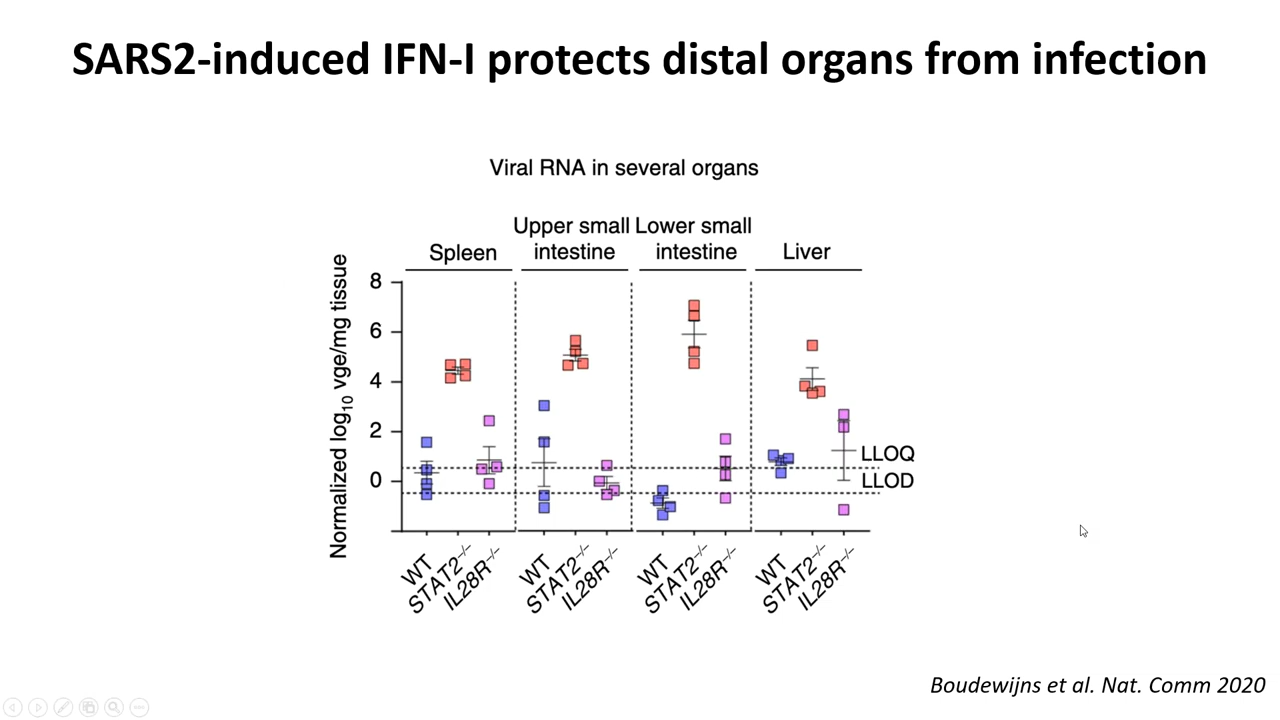 SARS2-induced IFN-I protects distal organs from infection
Viral RNA in several organs
Spleen
Upper small
intestine
Lower small
intestine
Liver
Normalized log10 vge/mg tissue
8
6
4
2
0
LLOQ
LLOD
WT
STAT2–/–
IL28R–/–
WT
STAT2–/–
IL28R–/–
WT
STAT2–/–
IL28R–/–
WT
STAT2–/–
IL28R–/–
Boudewijns et al. Nat. Comm 2020